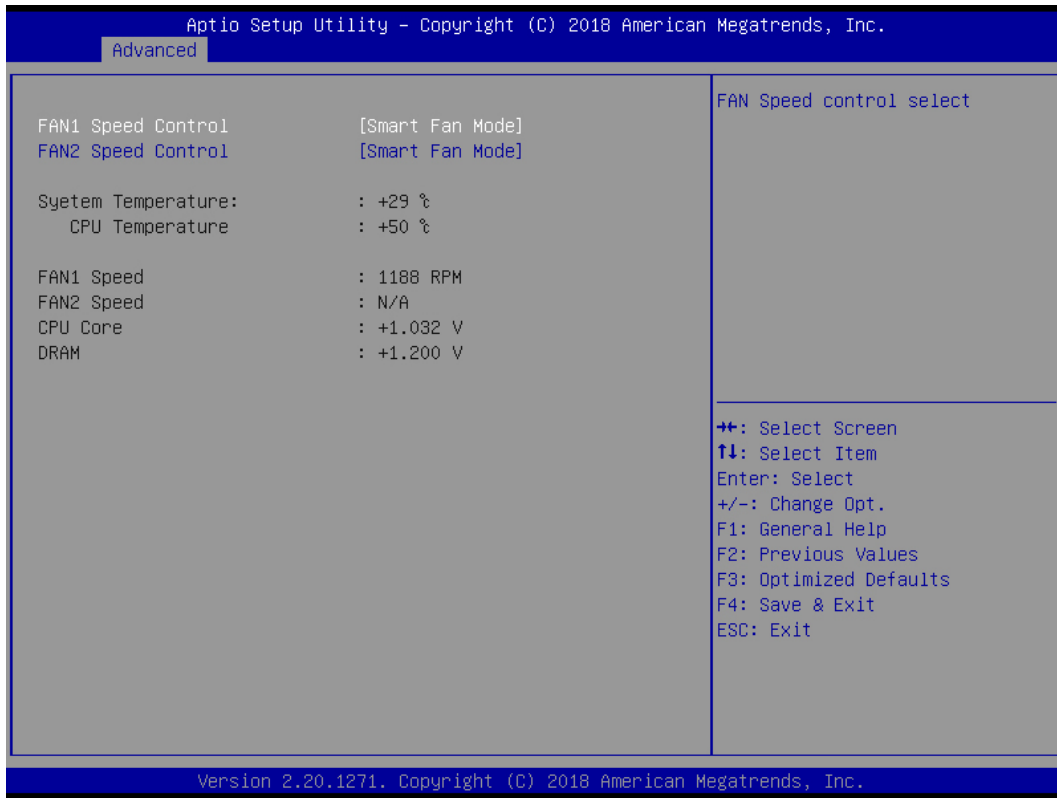 Aptio Setup Utility – Copyright (C) 2018 American Megatrends, Inc.
Advanced
FAN1 Speed Control [Smart Fan Mode]
FAN2 Speed Control [Smart Fan Mode]
Syetem Temperature: : +29 ℃
CPU Temperature : +50 ℃
FAN1 Speed : 1188 RPM
FAN2 Speed : N/A
CPU Core : +1.032 V
DRAM : +1.200 V
FAN Speed control select
→←: Select Screen
↑↓: Select Item
Enter: Select
+/-: Change Opt.
F1: General Help
F2: Previous Values
F3: Optimized Defaults
F4: Save & Exit
ESC: Exit
Version 2.20.1271. Copyright (C) 2018 American Megatrends, Inc.